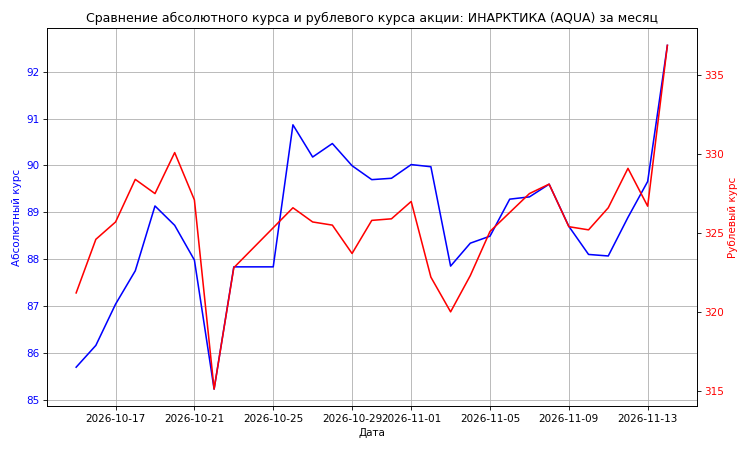 Сравнение абсолютного курса и рублевого курса акции: ИНАРКТИКА (AQUA) за месяц
Абсолютный курс
92
91
90
89
88
87
86
85
335
330
325
320
315
Рублевый курс
2026-10-17 2026-10-21 2026-10-25 2026-10-29 2026-11-01 2026-11-05 2026-11-09 2026-11-13
Дата